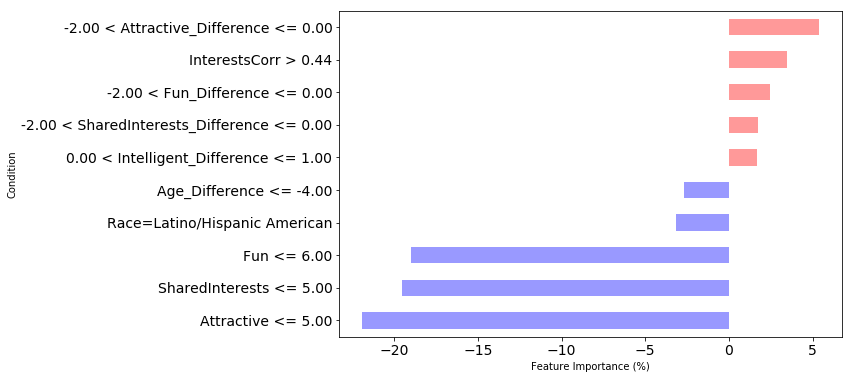 -2.00 < Attractive_Difference <= 0.00
InterestsCorr > 0.44
-2.00 < Fun_Difference <= 0.00
-2.00 < SharedInterests_Difference <= 0.00
0.00 < Intelligent_Difference <= 1.00
Age_Difference <= -4.00
Race=Latino/Hispanic American
Fun <= 6.00
SharedInterests <= 5.00
Attractive <= 5.00
Condition
−20 −15 −10 −5 0 5
Feature Importance (%)